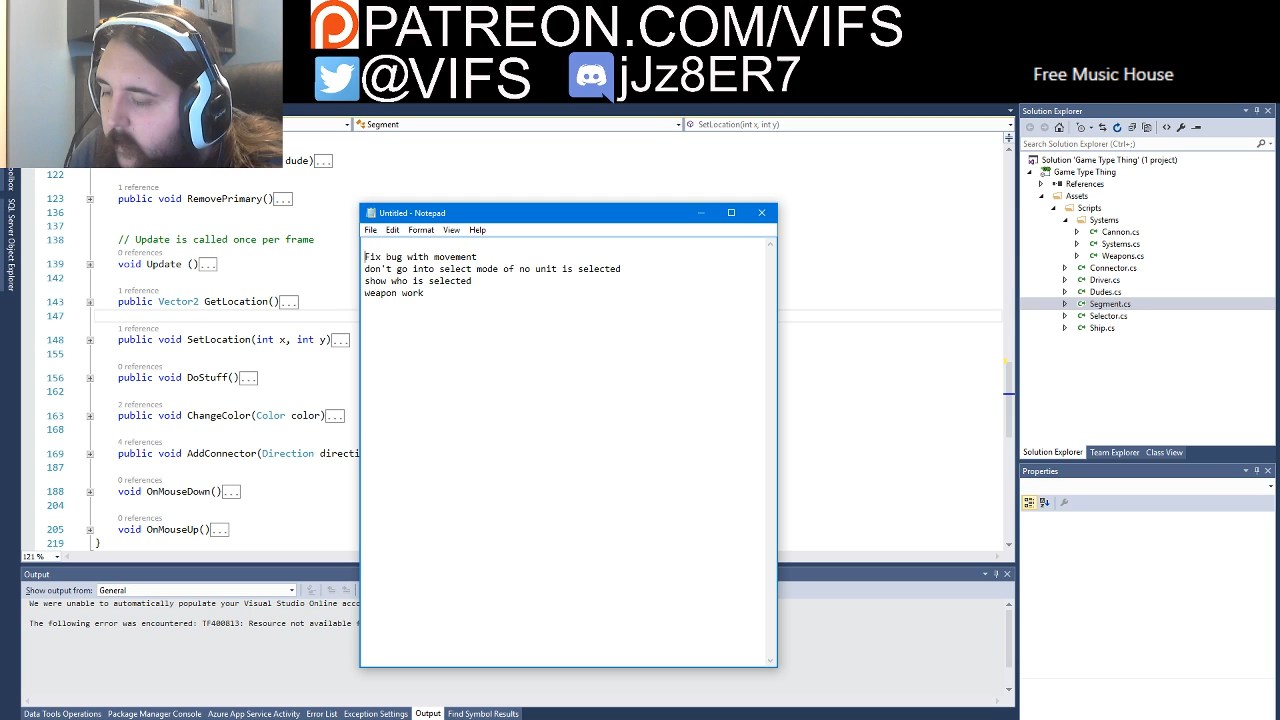 PATREON.COM/VIFS
@VIFS jJz8ER7
Free Music House
Segment
SetLocation(int x, int y)
dude)...
122
1 reference
123 public void RemovePrimary()...
136
137
138 // Update is called once per frame
0 references
139 void Update ()...
142
1 reference
143 public Vector2 GetLocation()...
147
1 reference
148 public void SetLocation(int x, int y)...
155
0 references
156 public void DoStuff()...
162
2 references
163 public void ChangeColor(Color color)...
168
4 references
169 public void AddConnector(Direction directi
187
0 references
188 void OnMouseDown()...
204
0 references
205 void OnMouseUp()...
219 }
121 %
SQL Server Object Explorer
Untitled - Notepad
File Edit Format View Help
Fix bug with movement
don't go into select mode of no unit is selected
show who is selected
weapon work
Output
Show output from: General
We were unable to automatically populate your Visual Studio Online acco
The following error was encountered: TF400813: Resource not available
Data Tools Operations Package Manager Console Azure App Service Activity Error List Exception Settings Output Find Symbol Results
Solution Explorer
Search Solution Explorer (Ctrl+;)
Solution 'Game Type Thing' (1 project)
Game Type Thing
References
Assets
Scripts
Systems
Cannon.cs
Systems.cs
Weapons.cs
Connector.cs
Driver.cs
Dudes.cs
Segment.cs
Selector.cs
Ship.cs
Solution Explorer Team Explorer Class View
Properties